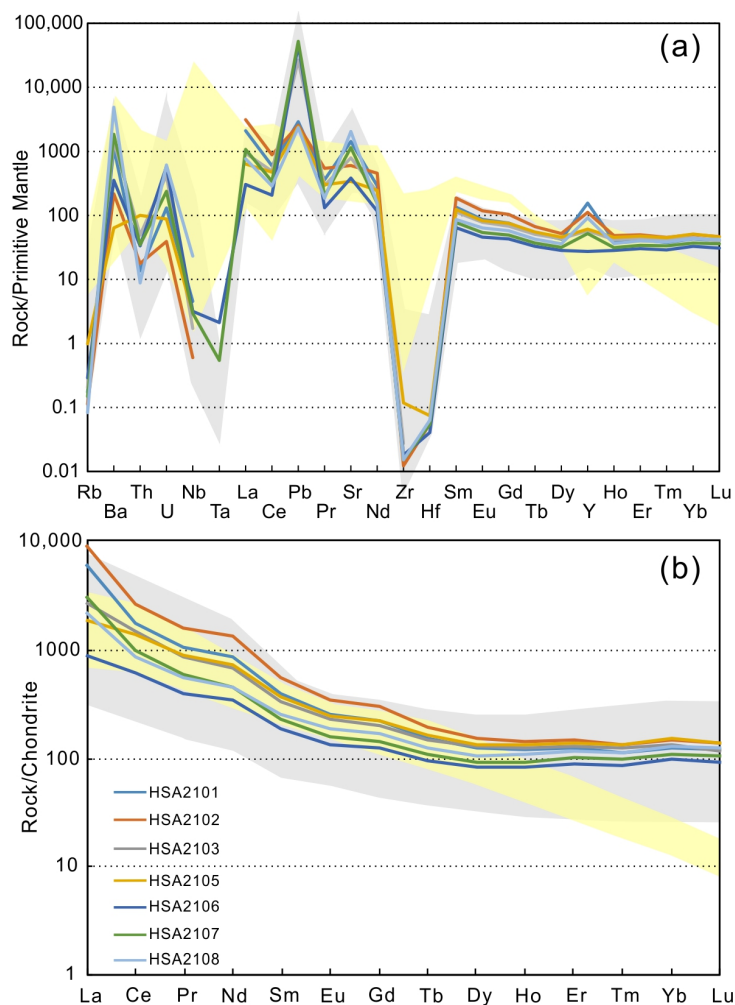 (a)
Rock/Primitive Mantle
100,000
10,000
1000
100
10
1
0.1
0.01
Rb Th Nb La Pb Sr Zr Sm Gd Dy Ho Tm Lu
Ba U Ta Ce Pr Nd Hf Eu Tb Y Er Yb
(b)
Rock/Chondrite
10,000
1000
100
10
1
HSA2101
HSA2102
HSA2103
HSA2105
HSA2106
HSA2107
HSA2108
La Ce Pr Nd Sm Eu Gd Tb Dy Ho Er Tm Yb Lu